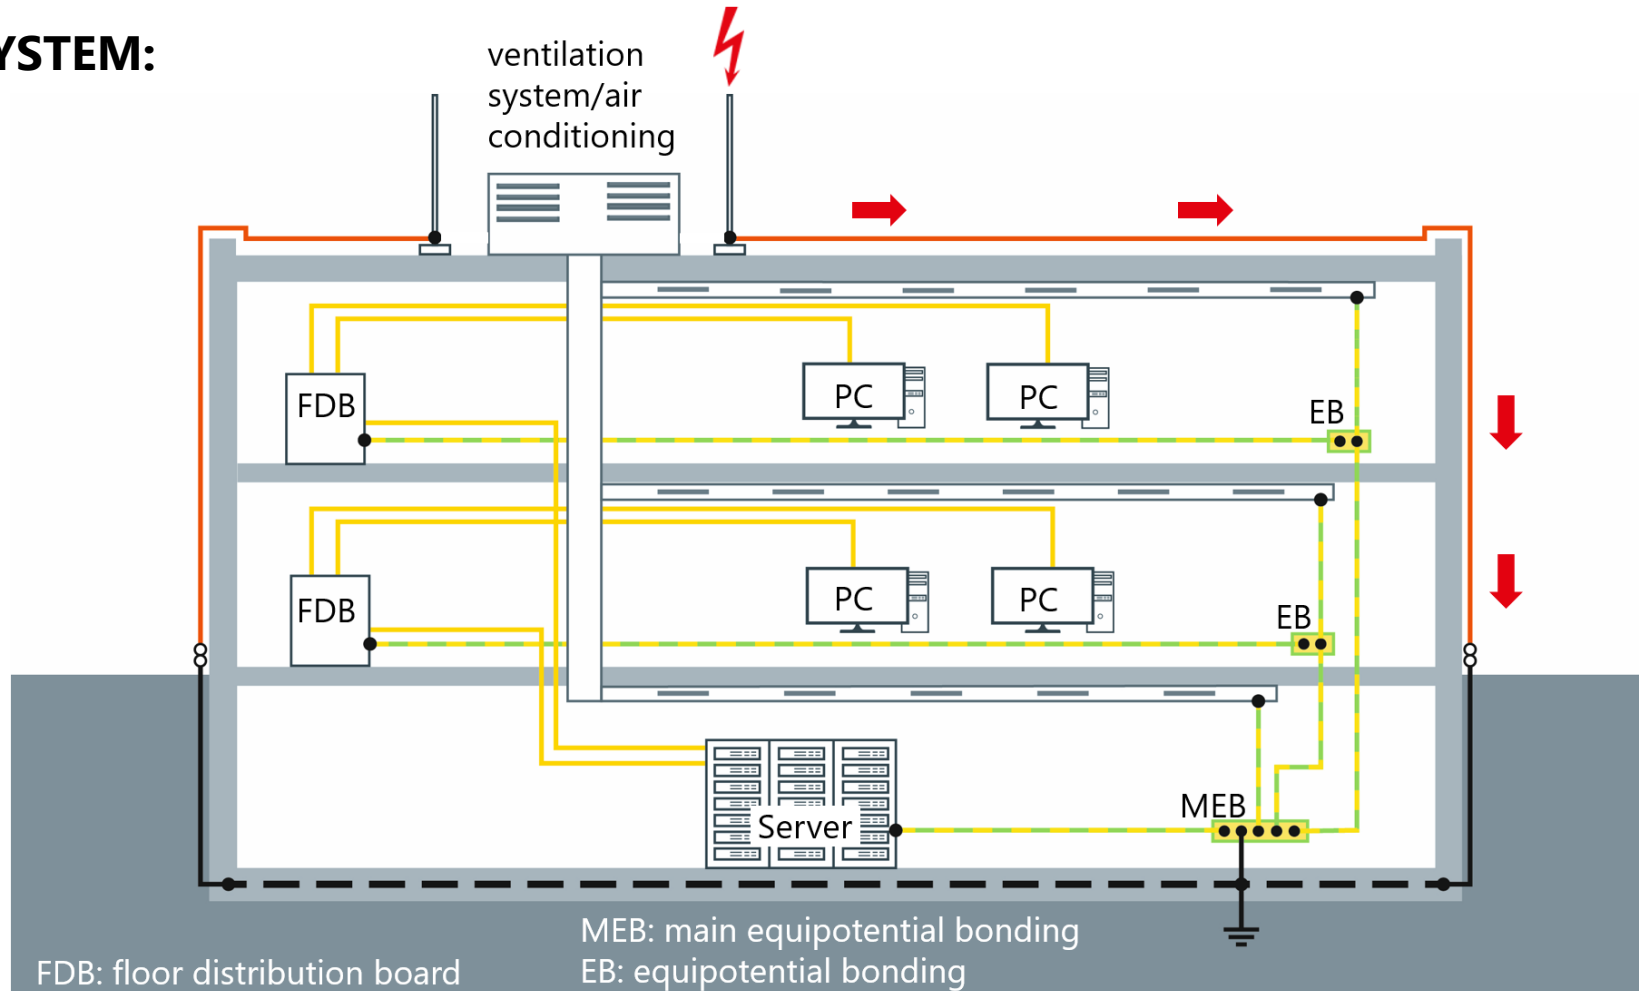 YSTEM:
ventilation
system/air
conditioning
FDB
PC
PC
EB
FDB
PC
PC
EB
MEB
Server
MEB: main equipotential bonding
FDB: floor distribution board
EB: equipotential bonding